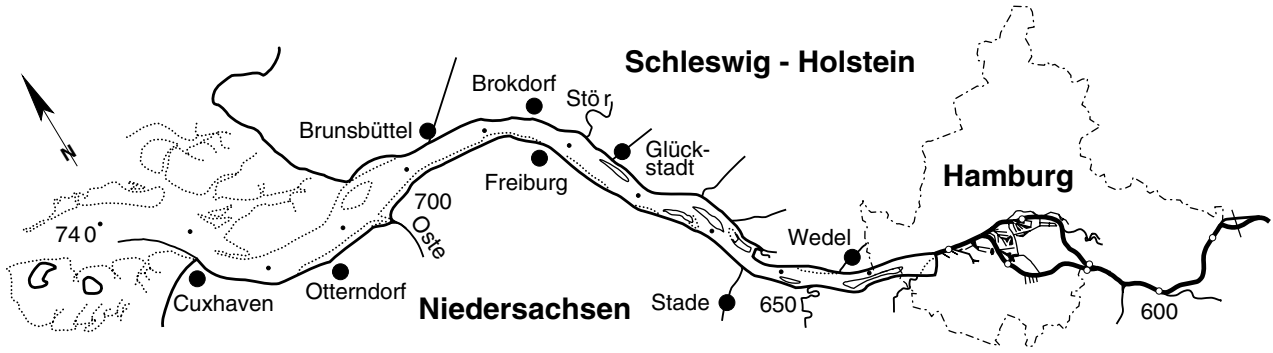 Schleswig - Holstein
Brokdorf
Stör
Brunsbüttel
Glück-
stadt
N
Freiburg
Hamburg
700
740
Oste
Wedel
Cuxhaven
Otterndorf
Niedersachsen
Stade
650
600